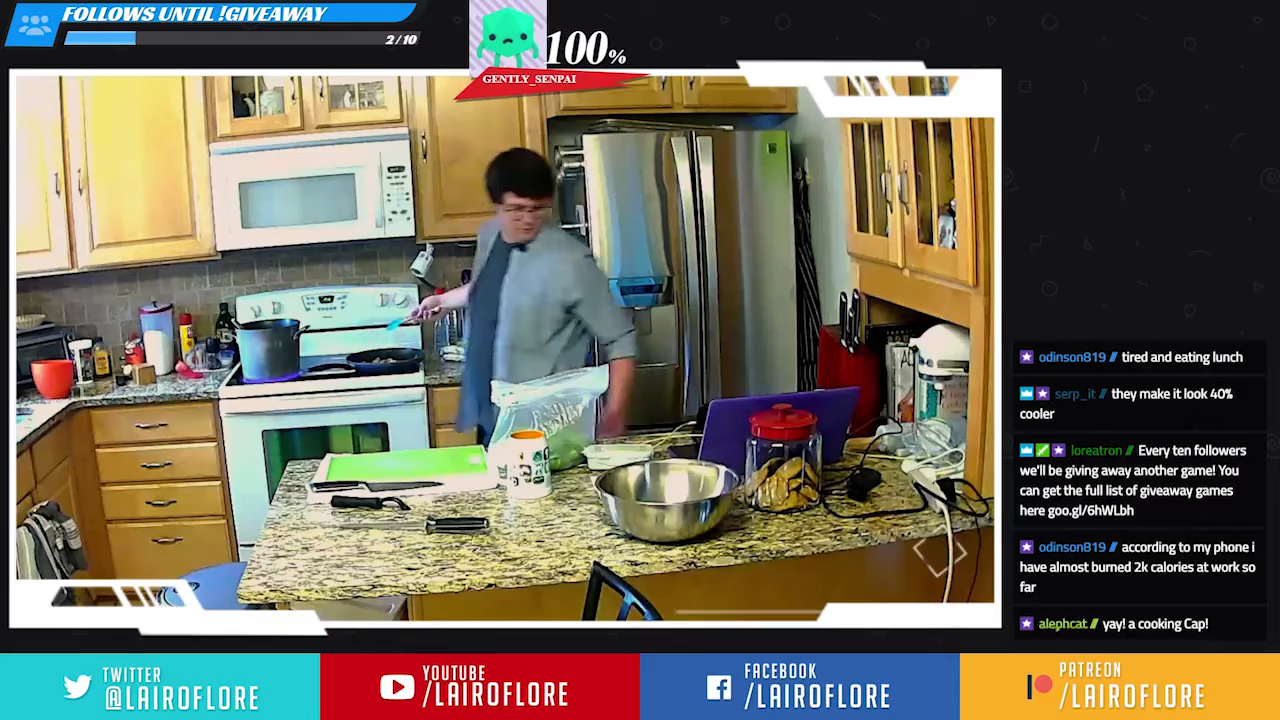 FOLLOWS UNTIL !GIVEAWAY
2/10
100%
GENTLY_SENPAI
odinson819 // tired and eating lunch
serp_it // they make it look 40%
cooler
loreatron // Every ten followers
we'll be giving away another game! You
can get the full list of giveaway games
here goo.gl/6hWLbh
odinson819 // according to my phone i
have almost burned 2k calories at work so
far
alephcat // yay! a cooking Cap!
TWITTER
@LAIROFLORE
YOUTUBE
/LAIROFLORE
FACEBOOK
/LAIROFLORE
PATREON
/LAIROFLORE